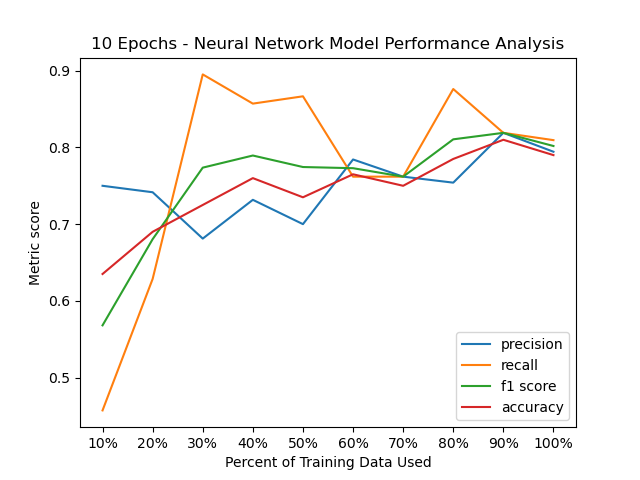 10 Epochs - Neural Network Model Performance Analysis
0.9
0.8
0.7
0.6
0.5
Metric score
precision
recall
f1 score
accuracy
10% 20% 30% 40% 50% 60% 70% 80% 90% 100%
Percent of Training Data Used